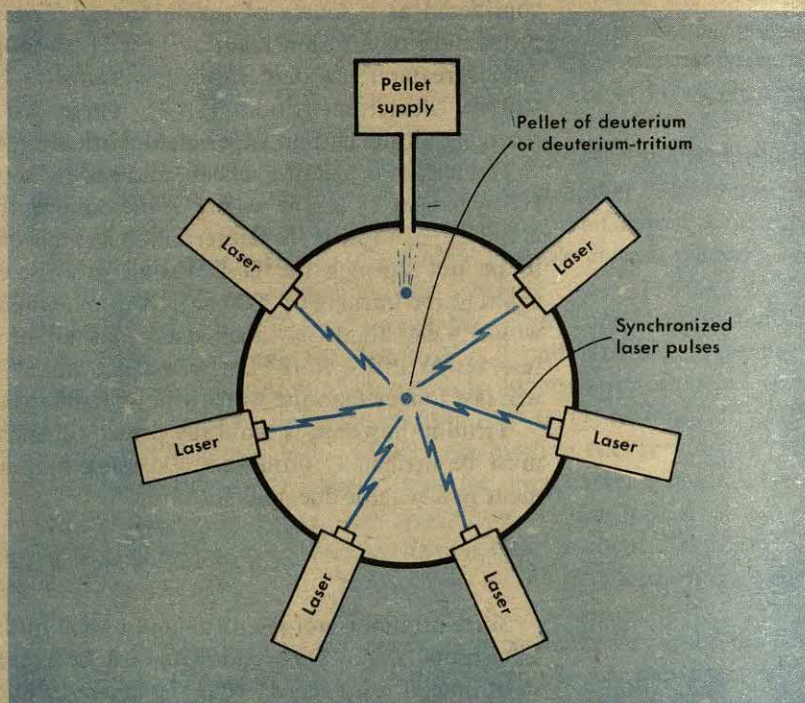 Pellet
supply
Pellet of deuterium
or deuterium-tritium
Laser
Laser
Synchronized
laser pulses
Laser
Laser
Laser
Laser